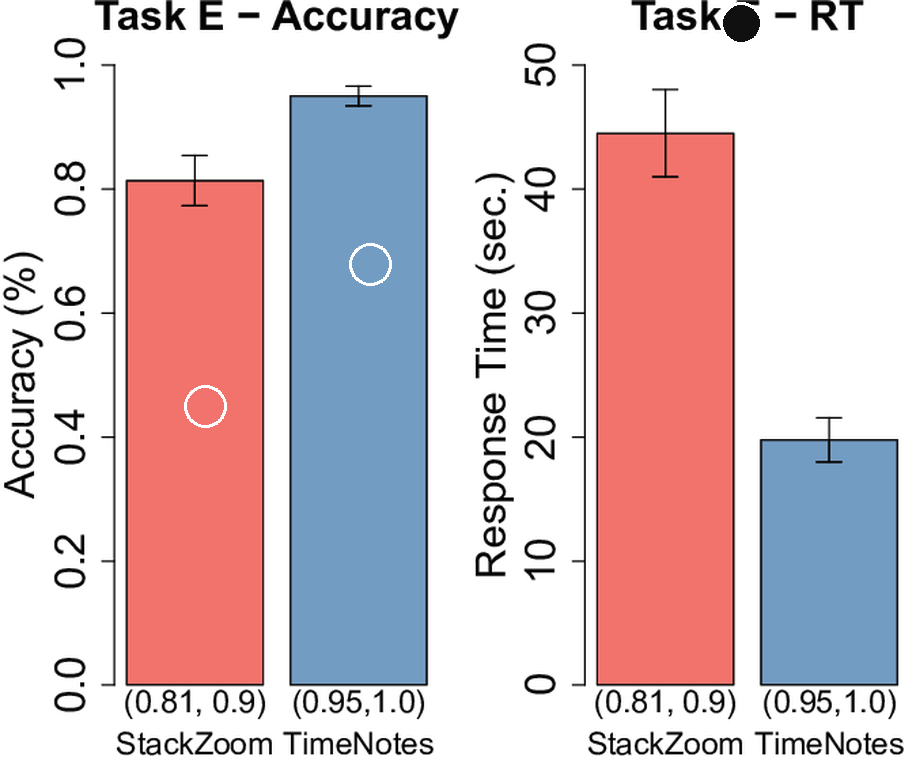 Task E − Accuracy
Accuracy (%)
1.0
0.8
0.6
0.4
0.2
0.0
(0.81, 0.9) (0.95,1.0)
StackZoom TimeNotes
Task − RT
Response Time (sec.)
50
40
30
20
10
0
(0.81, 0.9) (0.95,1.0)
StackZoom TimeNotes